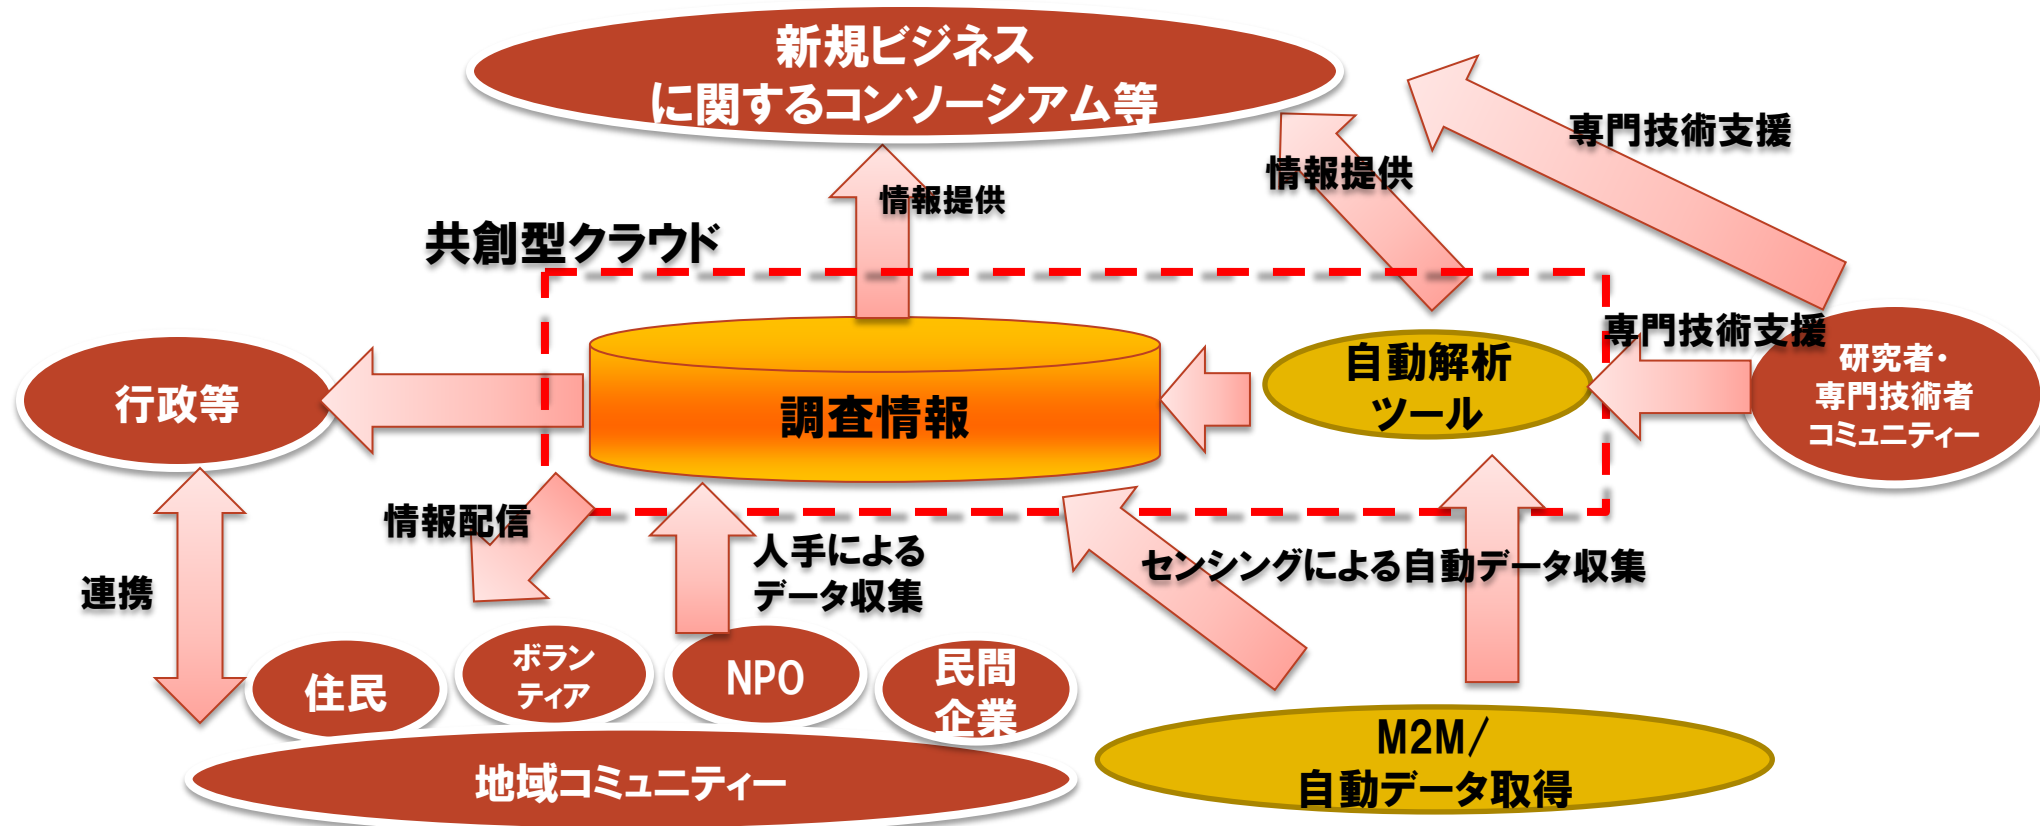 新規ビジネス
に関するコンソーシアム等
専門技術支援
情報提供
情報提供
共創型クラウド
専門技術支援
自動解析
ツール
研究者・
専門技術者
コミュニティー
行政等
調査情報
情報配信
人手による
データ収集
センシングによる自動データ収集
連携
住民
ボラン
ティア
NPO
民間
企業
M2M/
自動データ取得
地域コミュニティー